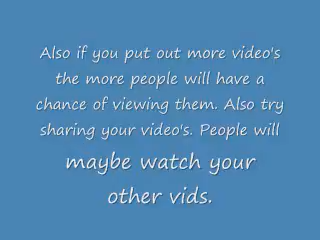 Also if you put out more video's
the more people will have a
chance of viewing them. Also try
sharing your video's. People will
maybe watch your
other vids.